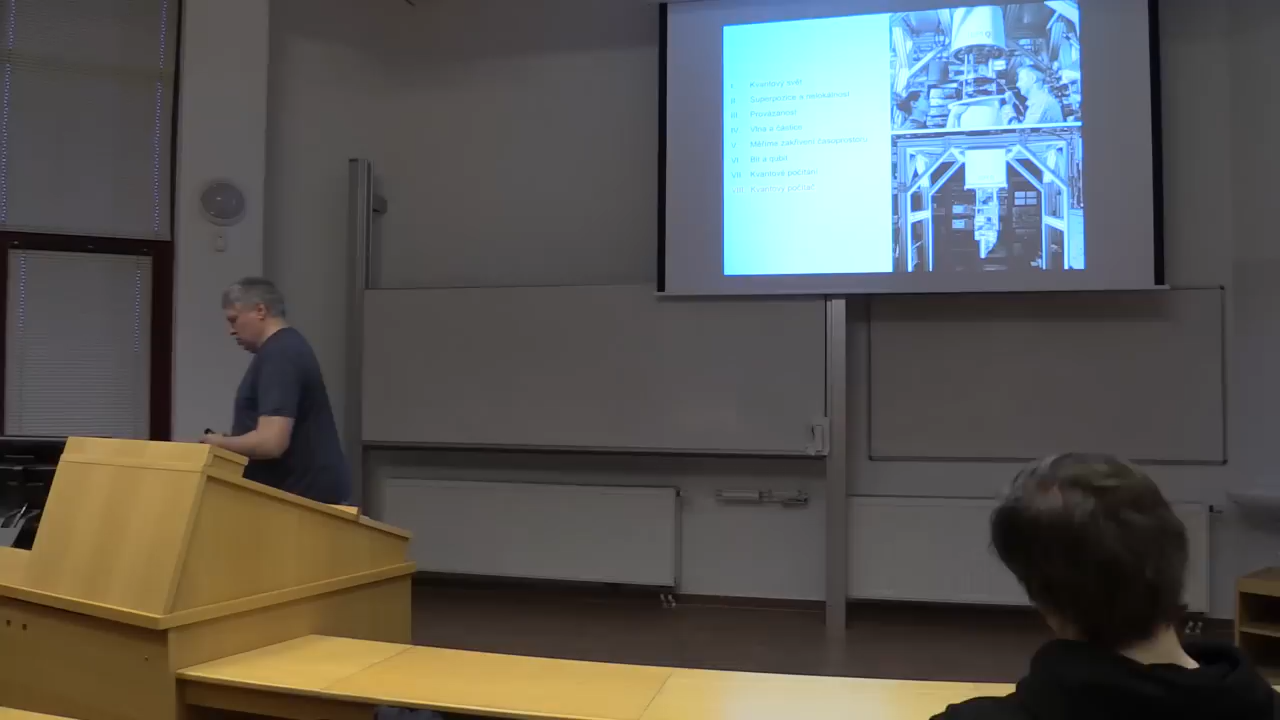 I. Kvantový svět
II. Superpozice a nelokálnost
III. Provázanost
IV. Vlna a částice
V. Měříme zakřivení časoprostoru
VI. Bit a qubit
VII. Kvantové počítání
VIII. Kvantový počítač